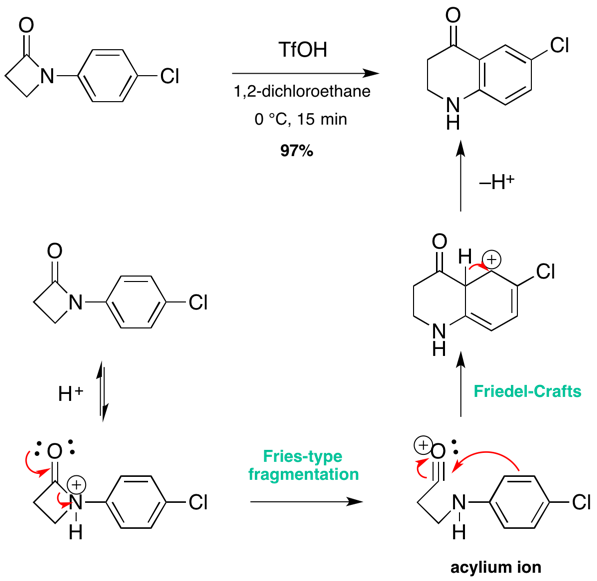 O
N
Cl
TfOH
1,2-dichloroethane
0 °C, 15 min
97%
O
Cl
N
H
–H+
O
N
Cl
O
H
+
Cl
N
H
H+
Friedel-Crafts
O
+
N
H
Cl
Fries-type
fragmentation
+
O
N
H
Cl
acylium ion